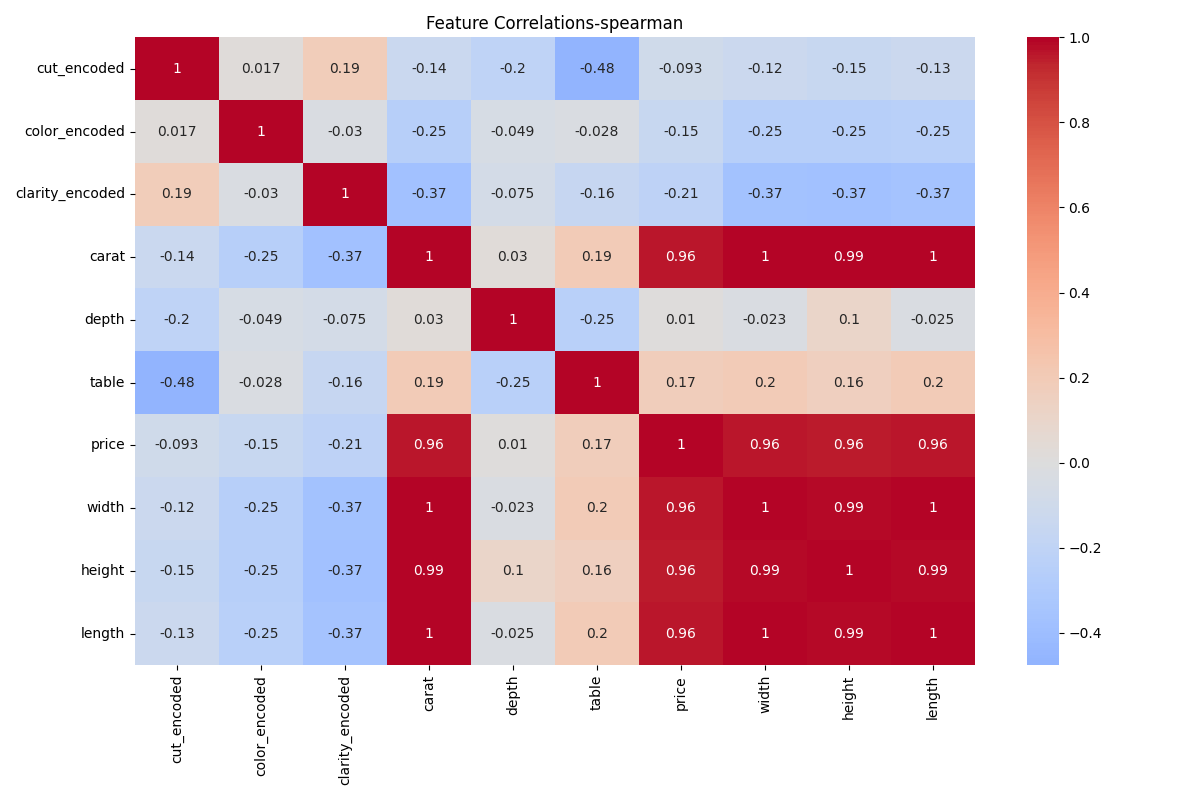 Feature Correlations-spearman
cut_encoded 1 0.017 0.19 -0.14 -0.2 -0.48 -0.093 -0.12 -0.15 -0.13
color_encoded 0.017 1 -0.03 -0.25 -0.049 -0.028 -0.15 -0.25 -0.25 -0.25
clarity_encoded 0.19 -0.03 1 -0.37 -0.075 -0.16 -0.21 -0.37 -0.37 -0.37
carat -0.14 -0.25 -0.37 1 0.03 0.19 0.96 1 0.99 1
depth -0.2 -0.049 -0.075 0.03 1 -0.25 0.01 -0.023 0.1 -0.025
table -0.48 -0.028 -0.16 0.19 -0.25 1 0.17 0.2 0.16 0.2
price -0.093 -0.15 -0.21 0.96 0.01 0.17 1 0.96 0.96 0.96
width -0.12 -0.25 -0.37 1 -0.023 0.2 0.96 1 0.99 1
height -0.15 -0.25 -0.37 0.99 0.1 0.16 0.96 0.99 1 0.99
length -0.13 -0.25 -0.37 1 -0.025 0.2 0.96 1 0.99 1
cut_encoded color_encoded clarity_encoded carat depth table price width height length
1.0
0.8
0.6
0.4
0.2
0.0
−0.2
−0.4